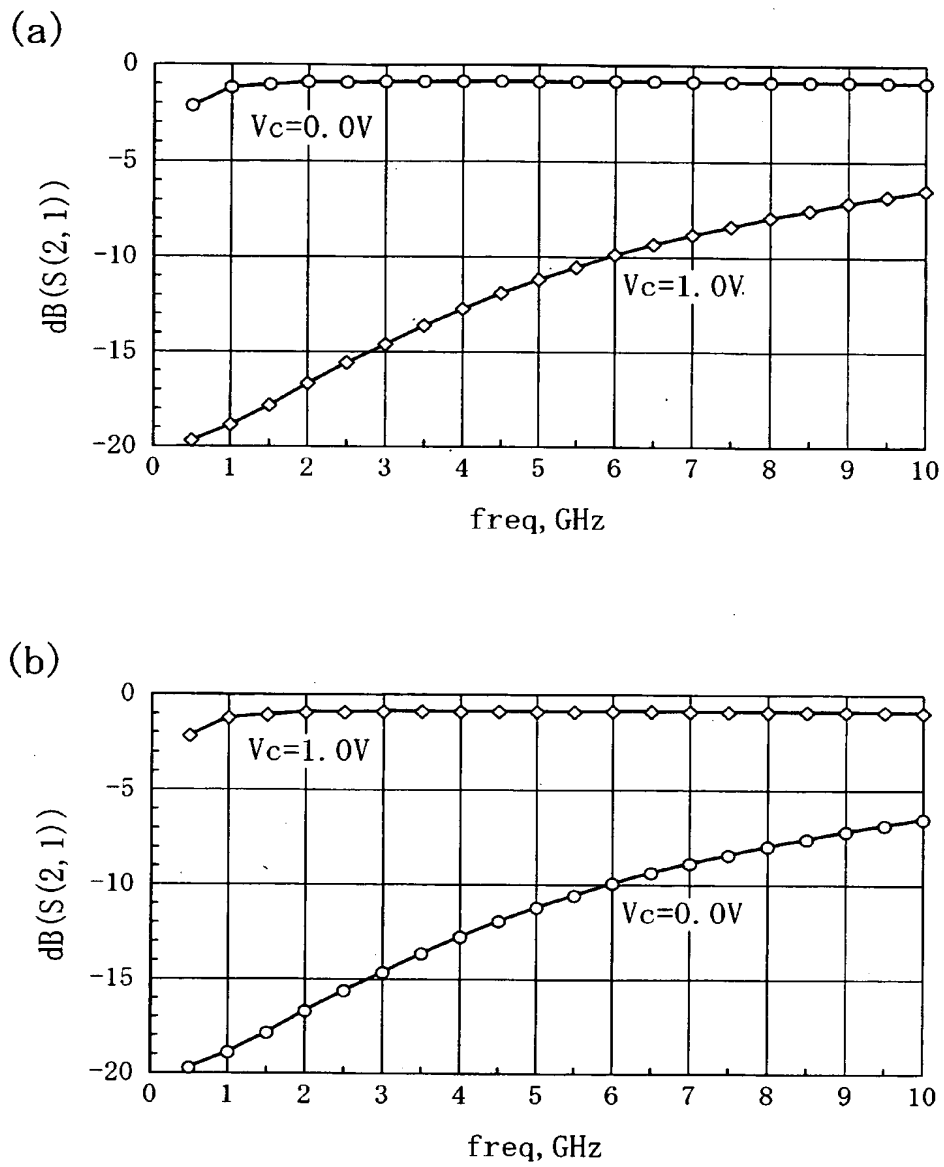 (a)
0
-5
-10
-15
-20
dB(S(2,1))
Vc=0.0V
Vc=1.0V
0 1 2 3 4 5 6 7 8 9 10
freq,GHz
(b)
0
-5
-10
-15
-20
dB(S(2,1))
Vc=1.0V
Vc=0.0V
0 1 2 3 4 5 6 7 8 9 10
freq,GHz